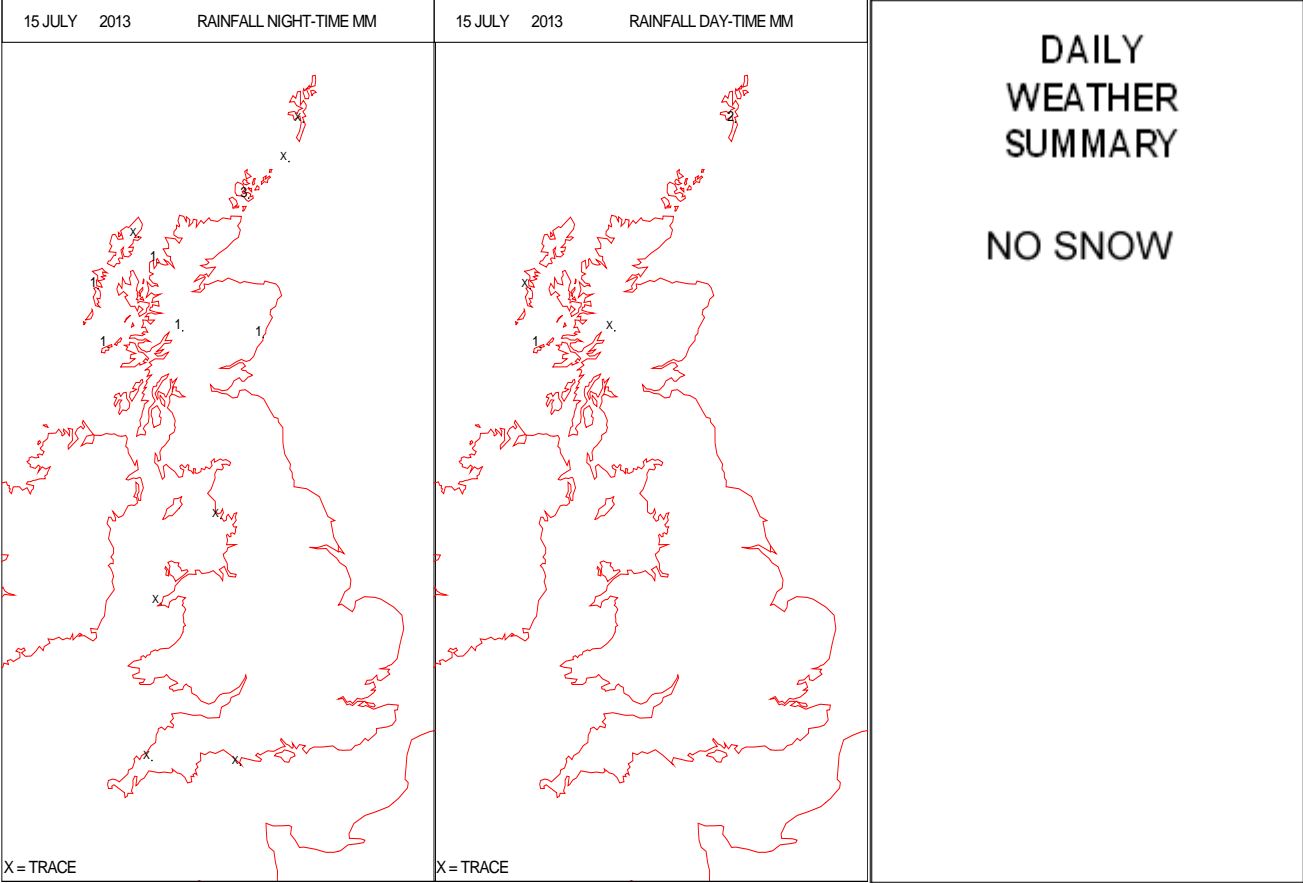 15 JULY 2013 RAINFALL NIGHT-TIME MM
X
X
3
X
1
1
1
1
1
X
X
X
X
X = TRACE
15 JULY 2013 RAINFALL DAY-TIME MM
2
X
X
1
X = TRACE
DAILY
WEATHER
SUMMARY
NO SNOW